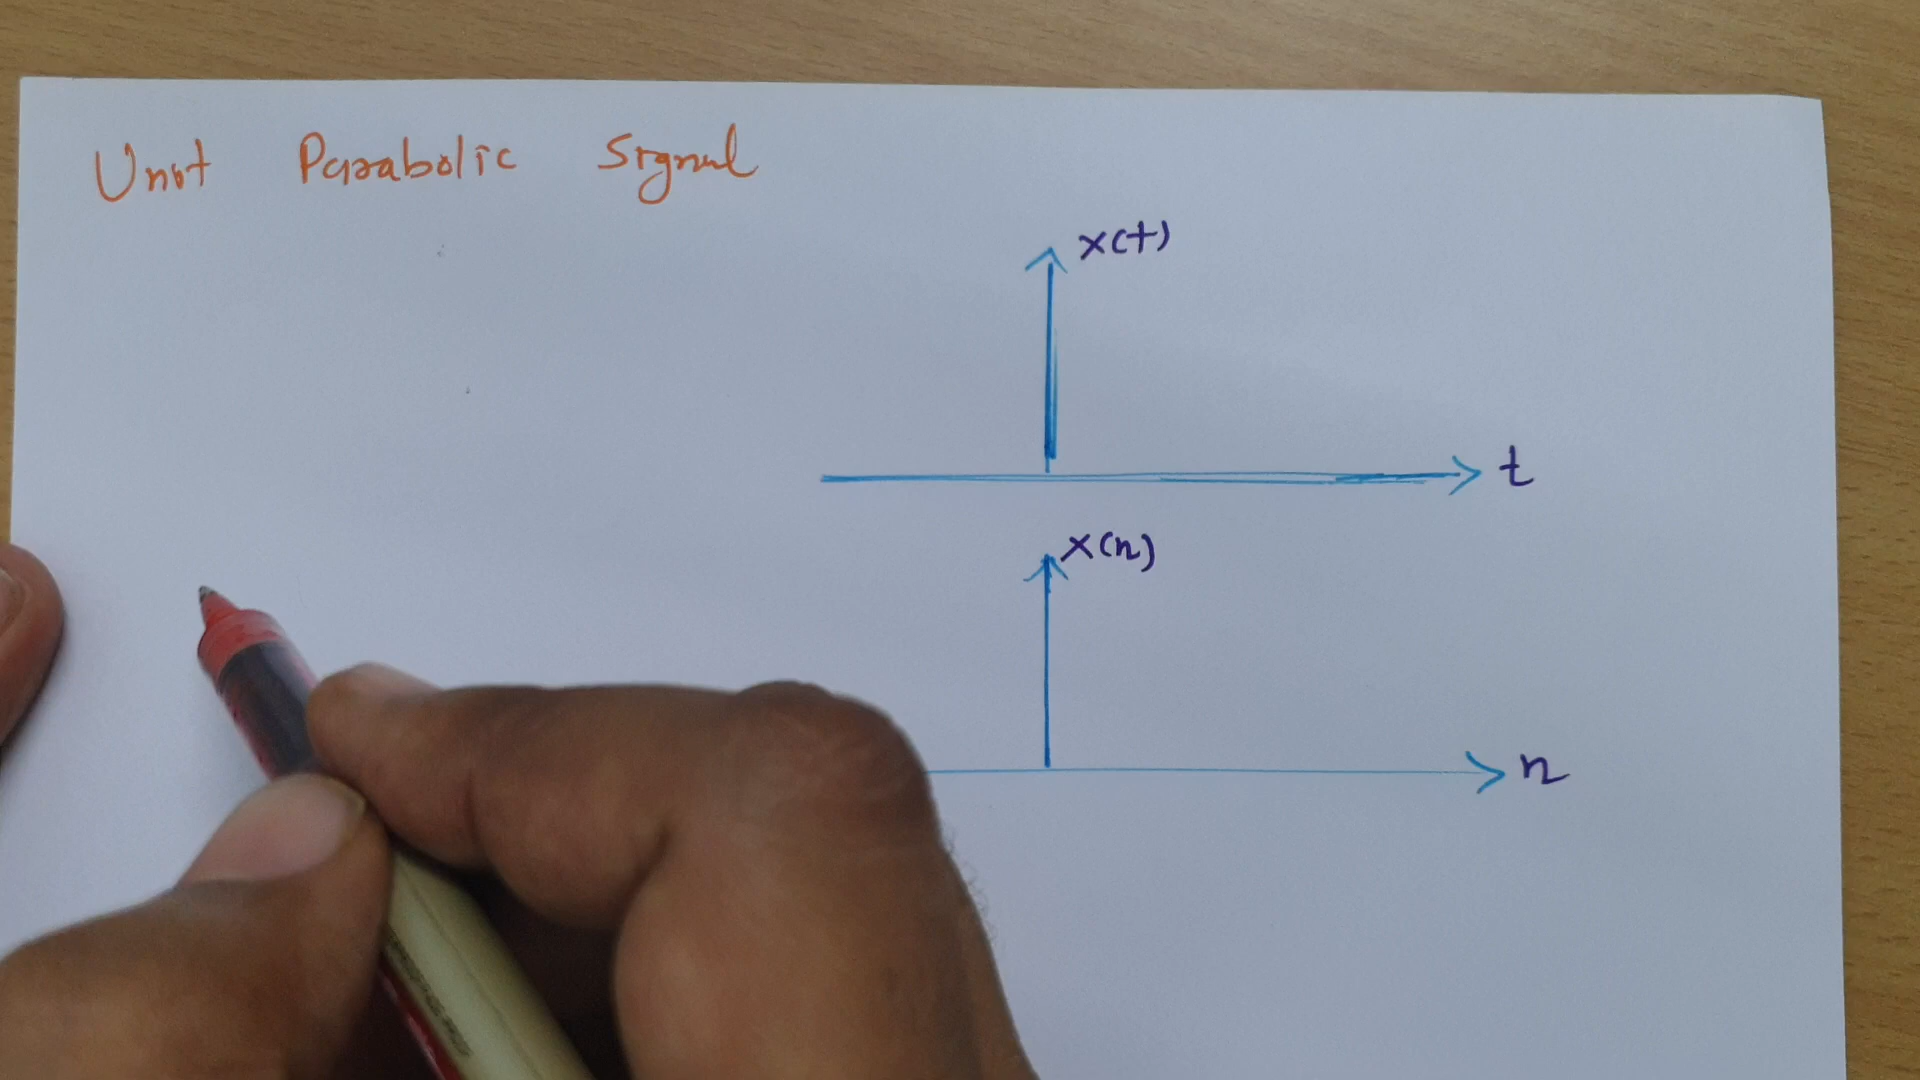 Unit Parabolic Signal
x(t)
t
x(n)
n